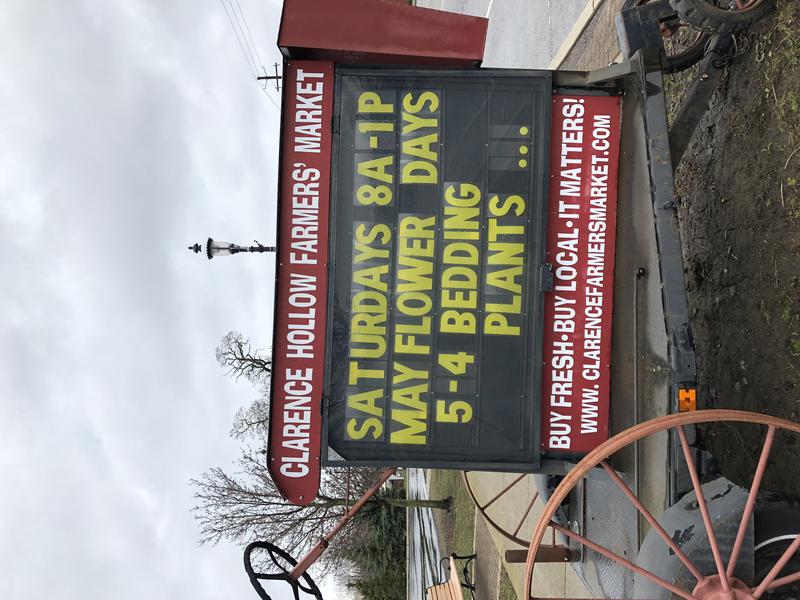 CLARENCE HOLLOW FARMERS' MARKET
SATURDAYS 8A-1P
MAY FLOWER DAYS
5-4 BEDDING
PLANTS ...
BUY FRESH•BUY LOCAL•IT MATTERS!
WWW. CLARENCEFARMERSMARKET.COM